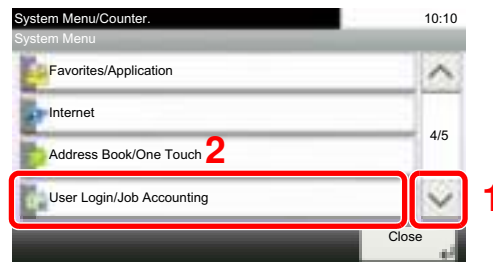 System Menu/Counter.
10:10
System Menu
Favorites/Application
Internet
4/5
Address Book/One Touch
2
User Login/Job Accounting
1
Close